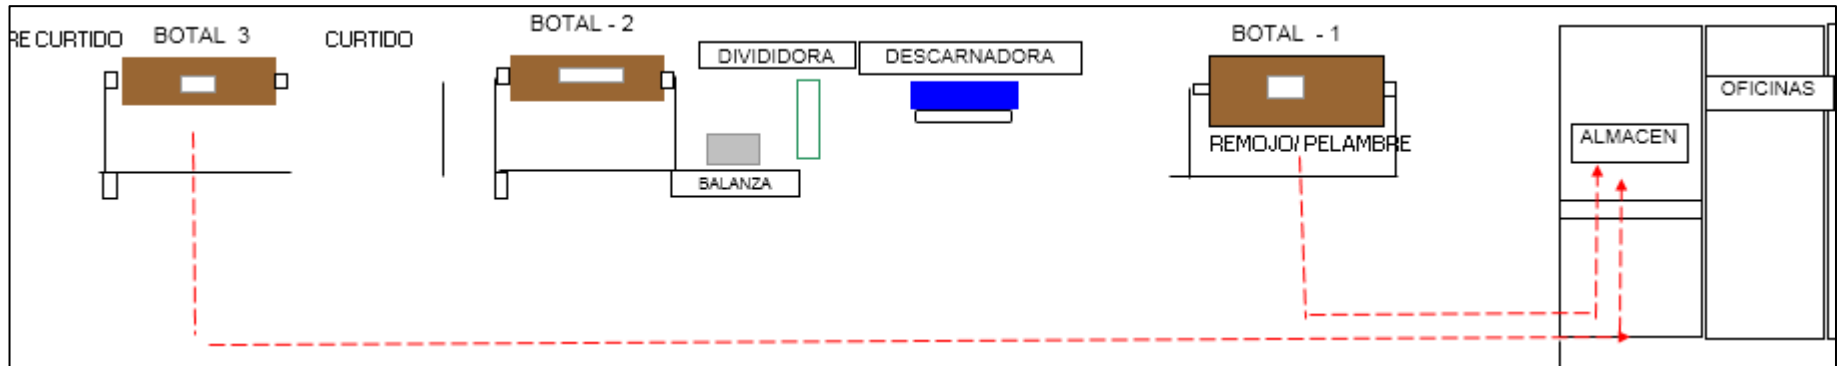 RE CURTIDO
BOTAL 3
CURTIDO
BOTAL - 2
DIVIDIDORA
DESCARNADORA
BOTAL - 1
OFICINAS
ALMACEN
REMOJO/ PELAMBRE
BALANZA